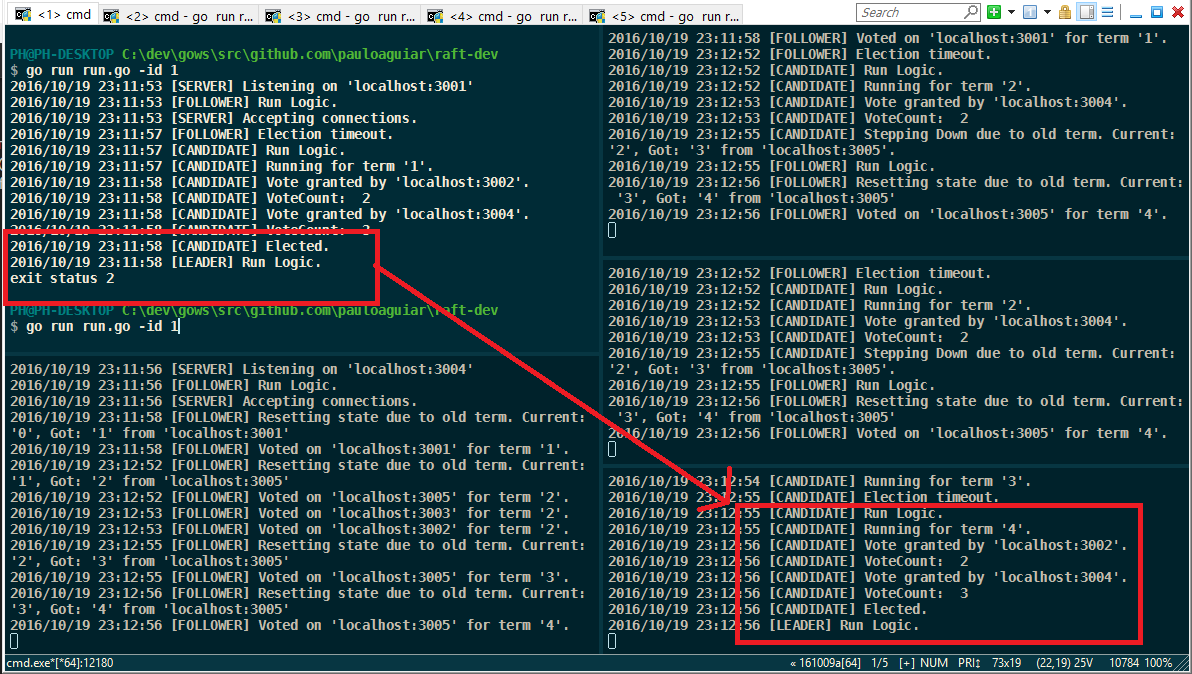 <1> cmd
<2> cmd - go run r...
<3> cmd - go run r...
<4> cmd - go run r...
<5> cmd - go run r...
Search
PH@PH-DESKTOP C:\dev\gows\src\github.com\pauloaguiar\raft-dev
$ go run run.go -id 1
2016/10/19 23:11:53 [SERVER] Listening on 'localhost:3001'
2016/10/19 23:11:53 [FOLLOWER] Run Logic.
2016/10/19 23:11:53 [SERVER] Accepting connections.
2016/10/19 23:11:57 [FOLLOWER] Election timeout.
2016/10/19 23:11:57 [CANDIDATE] Run Logic.
2016/10/19 23:11:57 [CANDIDATE] Running for term '1'.
2016/10/19 23:11:58 [CANDIDATE] Vote granted by 'localhost:3002'.
2016/10/19 23:11:58 [CANDIDATE] VoteCount:  2
2016/10/19 23:11:58 [CANDIDATE] Vote granted by 'localhost:3004'.
2016/10/19 23:11:58 [CANDIDATE] VoteCount:  3
2016/10/19 23:11:58 [CANDIDATE] Elected.
2016/10/19 23:11:58 [LEADER] Run Logic.
exit status 2
PH@PH-DESKTOP C:\dev\gows\src\github.com\pauloaguiar\raft-dev
$ go run run.go -id 1
2016/10/19 23:11:56 [SERVER] Listening on 'localhost:3004'
2016/10/19 23:11:56 [FOLLOWER] Run Logic.
2016/10/19 23:11:56 [SERVER] Accepting connections.
2016/10/19 23:11:58 [FOLLOWER] Resetting state due to old term. Current:
'0', Got: '1' from 'localhost:3001'
2016/10/19 23:11:58 [FOLLOWER] Voted on 'localhost:3001' for term '1'.
2016/10/19 23:12:52 [FOLLOWER] Resetting state due to old term. Current:
'1', Got: '2' from 'localhost:3005'
2016/10/19 23:12:52 [FOLLOWER] Voted on 'localhost:3005' for term '2'.
2016/10/19 23:12:52 [FOLLOWER] Voted on 'localhost:3003' for term '2'.
2016/10/19 23:12:52 [FOLLOWER] Voted on 'localhost:3002' for term '2'.
2016/10/19 23:12:55 [FOLLOWER] Resetting state due to old term. Current:
'2', Got: '3' from 'localhost:3005'
2016/10/19 23:12:55 [FOLLOWER] Voted on 'localhost:3005' for term '3'.
2016/10/19 23:12:56 [FOLLOWER] Resetting state due to old term. Current:
'3', Got: '4' from 'localhost:3005'
2016/10/19 23:12:56 [FOLLOWER] Voted on 'localhost:3005' for term '4'.
2016/10/19 23:11:58 [FOLLOWER] Voted on 'localhost:3001' for term '1'.
2016/10/19 23:12:52 [FOLLOWER] Election timeout.
2016/10/19 23:12:52 [CANDIDATE] Run Logic.
2016/10/19 23:12:52 [CANDIDATE] Running for term '2'.
2016/10/19 23:12:53 [CANDIDATE] Vote granted by 'localhost:3004'.
2016/10/19 23:12:53 [CANDIDATE] VoteCount:  2
2016/10/19 23:12:55 [CANDIDATE] Stepping Down due to old term. Current:
'2', Got: '3' from 'localhost:3005'.
2016/10/19 23:12:55 [FOLLOWER] Run Logic.
2016/10/19 23:12:56 [FOLLOWER] Resetting state due to old term. Current:
'3', Got: '4' from 'localhost:3005'
2016/10/19 23:12:56 [FOLLOWER] Voted on 'localhost:3005' for term '4'.
2016/10/19 23:12:52 [FOLLOWER] Election timeout.
2016/10/19 23:12:52 [CANDIDATE] Run Logic.
2016/10/19 23:12:52 [CANDIDATE] Running for term '2'.
2016/10/19 23:12:53 [CANDIDATE] Vote granted by 'localhost:3004'.
2016/10/19 23:12:53 [CANDIDATE] VoteCount:  2
2016/10/19 23:12:55 [CANDIDATE] Stepping Down due to old term. Current:
'2', Got: '3' from 'localhost:3005'.
2016/10/19 23:12:55 [FOLLOWER] Run Logic.
2016/10/19 23:12:56 [FOLLOWER] Resetting state due to old term. Current:
'3', Got: '4' from 'localhost:3005'
2016/10/19 23:12:56 [FOLLOWER] Voted on 'localhost:3005' for term '4'.
2016/10/19 23:12:54 [CANDIDATE] Running for term '3'.
2016/10/19 23:12:55 [CANDIDATE] Election timeout.
2016/10/19 23:12:55 [CANDIDATE] Run Logic.
2016/10/19 23:12:55 [CANDIDATE] Running for term '4'.
2016/10/19 23:12:56 [CANDIDATE] Vote granted by 'localhost:3002'.
2016/10/19 23:12:56 [CANDIDATE] VoteCount:  2
2016/10/19 23:12:56 [CANDIDATE] Vote granted by 'localhost:3004'.
2016/10/19 23:12:56 [CANDIDATE] VoteCount:  3
2016/10/19 23:12:56 [CANDIDATE] Elected.
2016/10/19 23:12:56 [LEADER] Run Logic.
cmd.exe*[*64]:12180
« 161009a[64] 1/5 [+] NUM PRI↕ 73x19 (22,19) 25V 10784 100%